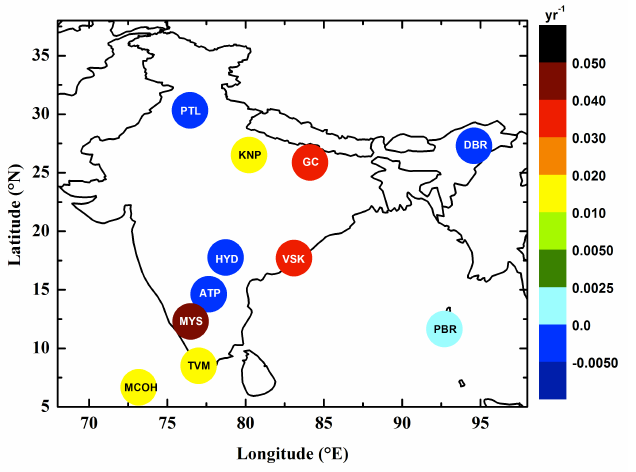 yr-1
35
30
25
20
15
10
5
70
75
80
85
90
95
Latitude (°N)
Longitude (°E)
PTL
KNP
GC
DBR
HYD
VSK
ATP
MYS
PBR
TVM
MCOH
0.050
0.040
0.030
0.020
0.010
0.0050
0.0025
0.0
-0.0050